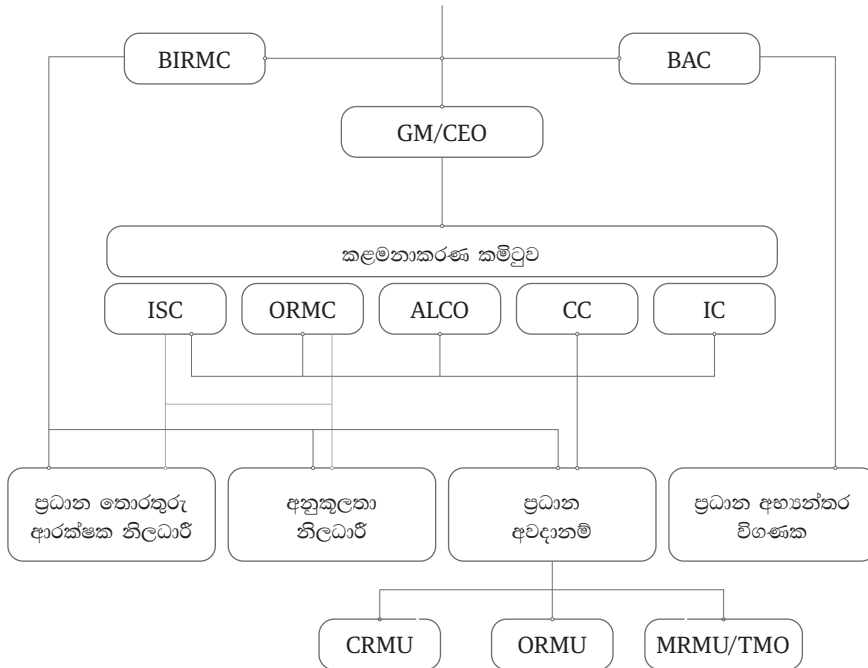 BIRMC
BAC
GM/CEO
කළමනාකරණ කමිටුව
ISC
ORMC
ALCO
CC
IC
ප්‍රධාන තොරතුරු
ආරක්ෂක නිලධාරී
අනුකූලතා
නිලධාරී
ප්‍රධාන
අවදානම්
ප්‍රධාන අභ්‍යන්තර
විගණක
CRMU
ORMU
MRMU/TMO